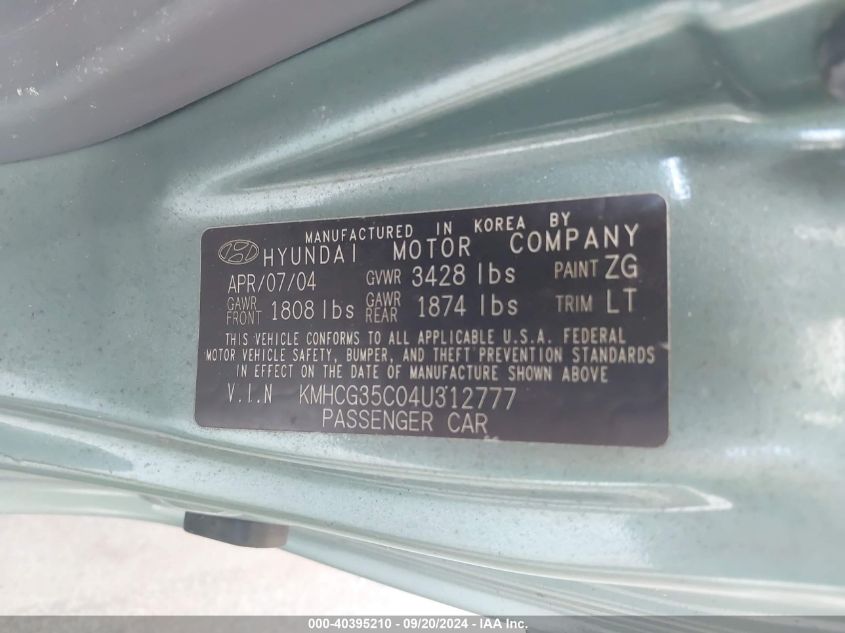 MANUFACTURED IN KOREA BY
HYUNDAI MOTOR COMPANY
APR/07/04 GVWR 3428 lbs PAINT ZG
GAWR FRONT 1808 lbs GAWR REAR 1874 lbs TRIM LT
THIS VEHICLE CONFORMS TO ALL APPLICABLE U.S.A. FEDERAL
MOTOR VEHICLE SAFETY, BUMPER, AND THEFT PREVENTION STANDARDS
IN EFFECT ON THE DATE OF MANUFACTURE SHOWN ABOVE
V.I.N KMHCG35C04U312777
PASSENGER CAR
000-40395210 - 09/20/2024 - IAA Inc.